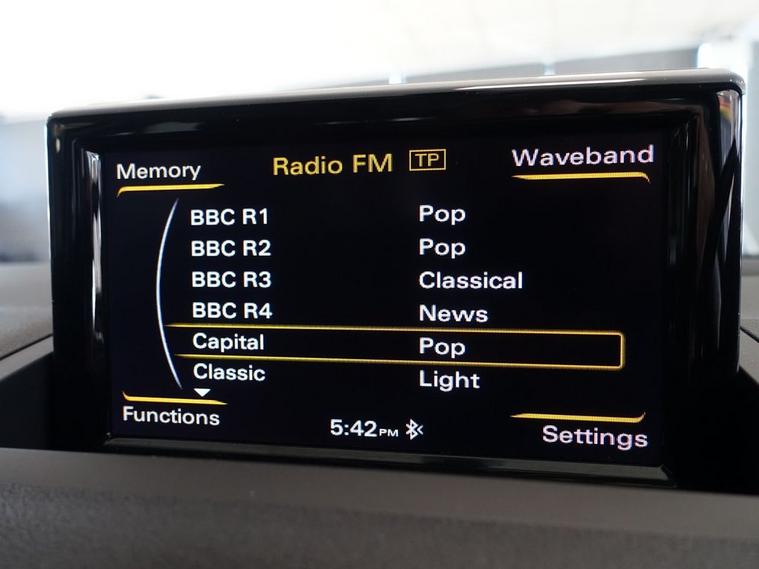 Memory Radio FM TP Waveband
BBC R1 Pop
BBC R2 Pop
BBC R3 Classical
BBC R4 News
Capital Pop
Classic Light
Functions 5:42PM Settings